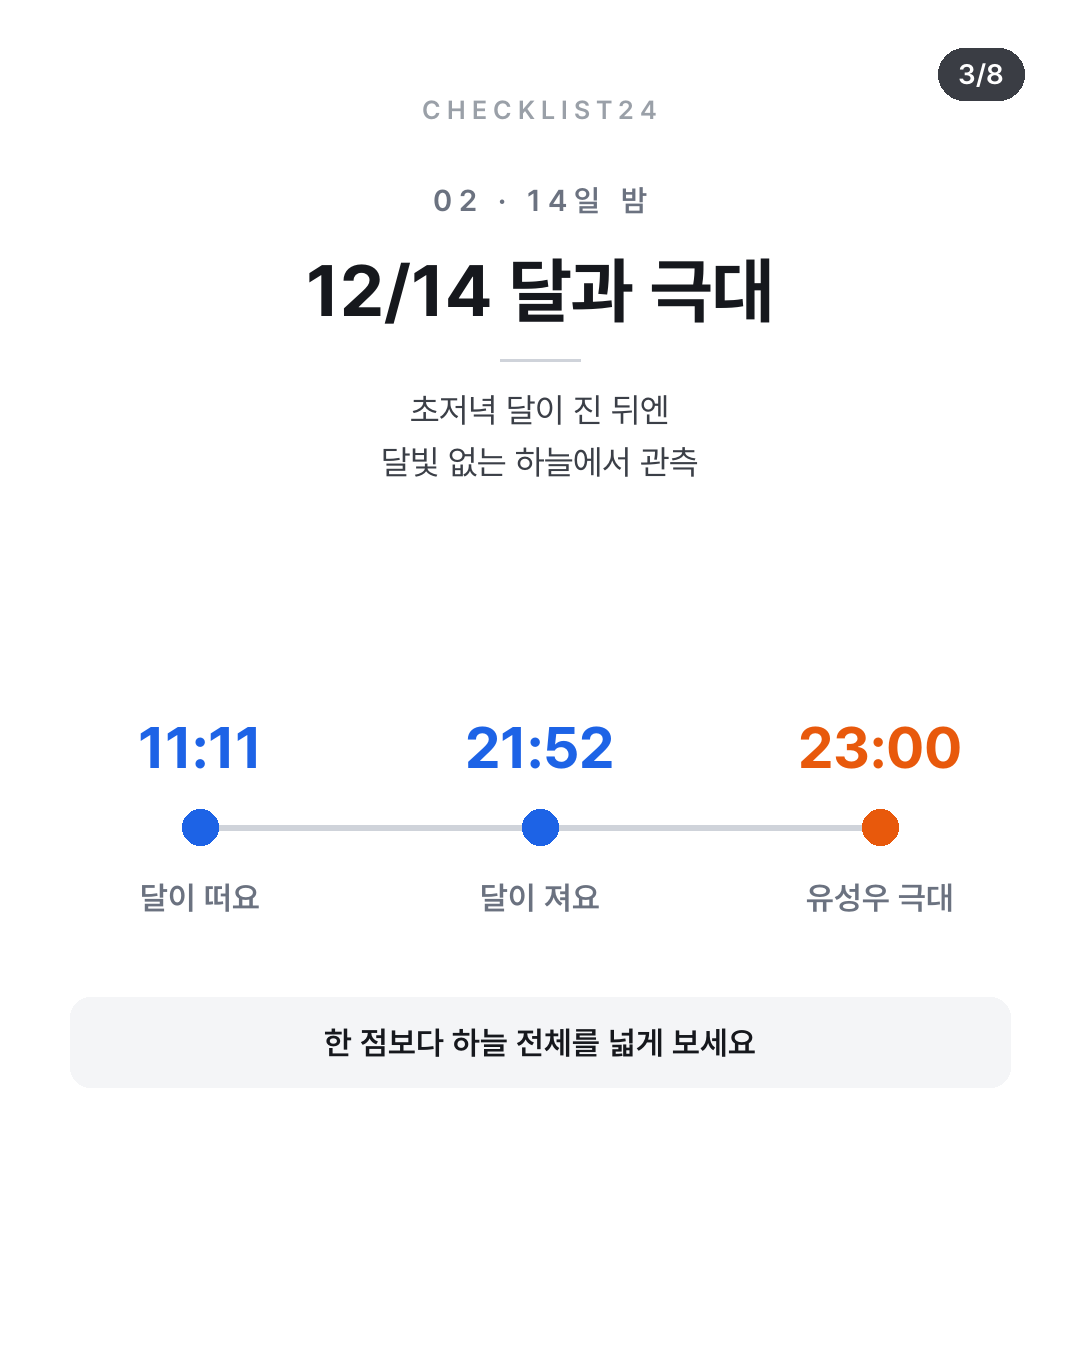 3/8
CHECKLIST24
02 · 14일 밤
12/14 달과 극대
초저녁 달이 진 뒤엔
달빛 없는 하늘에서 관측
11:11 21:52 23:00
달이 떠요 달이 져요 유성우 극대
한 점보다 하늘 전체를 넓게 보세요